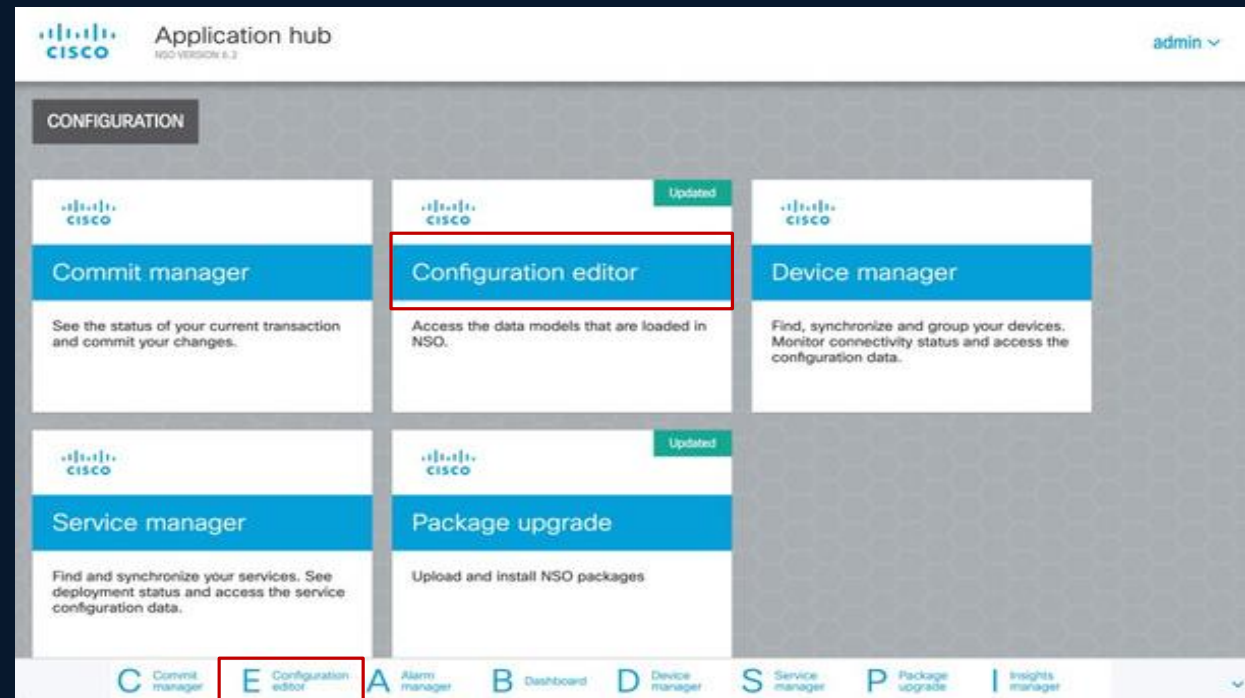 CISCO
Application hub
NSO VERSION 6.2
admin
CONFIGURATION
CISCO
Commit manager
See the status of your current transaction
and commit your changes.
Updated
CISCO
Configuration editor
Access the data models that are loaded in
NSO.
CISCO
Device manager
Find, synchronize and group your devices.
Monitor connectivity status and access the
configuration data.
CISCO
Service manager
Find and synchronize your services. See
deployment status and access the service
configuration data.
Updated
CISCO
Package upgrade
Upload and install NSO packages
C Commit
manager
E Configuration
editor
A Alarm
manager
B Dashboard
D Device
manager
S Service
manager
P Package
upgrade
I Insights
manager